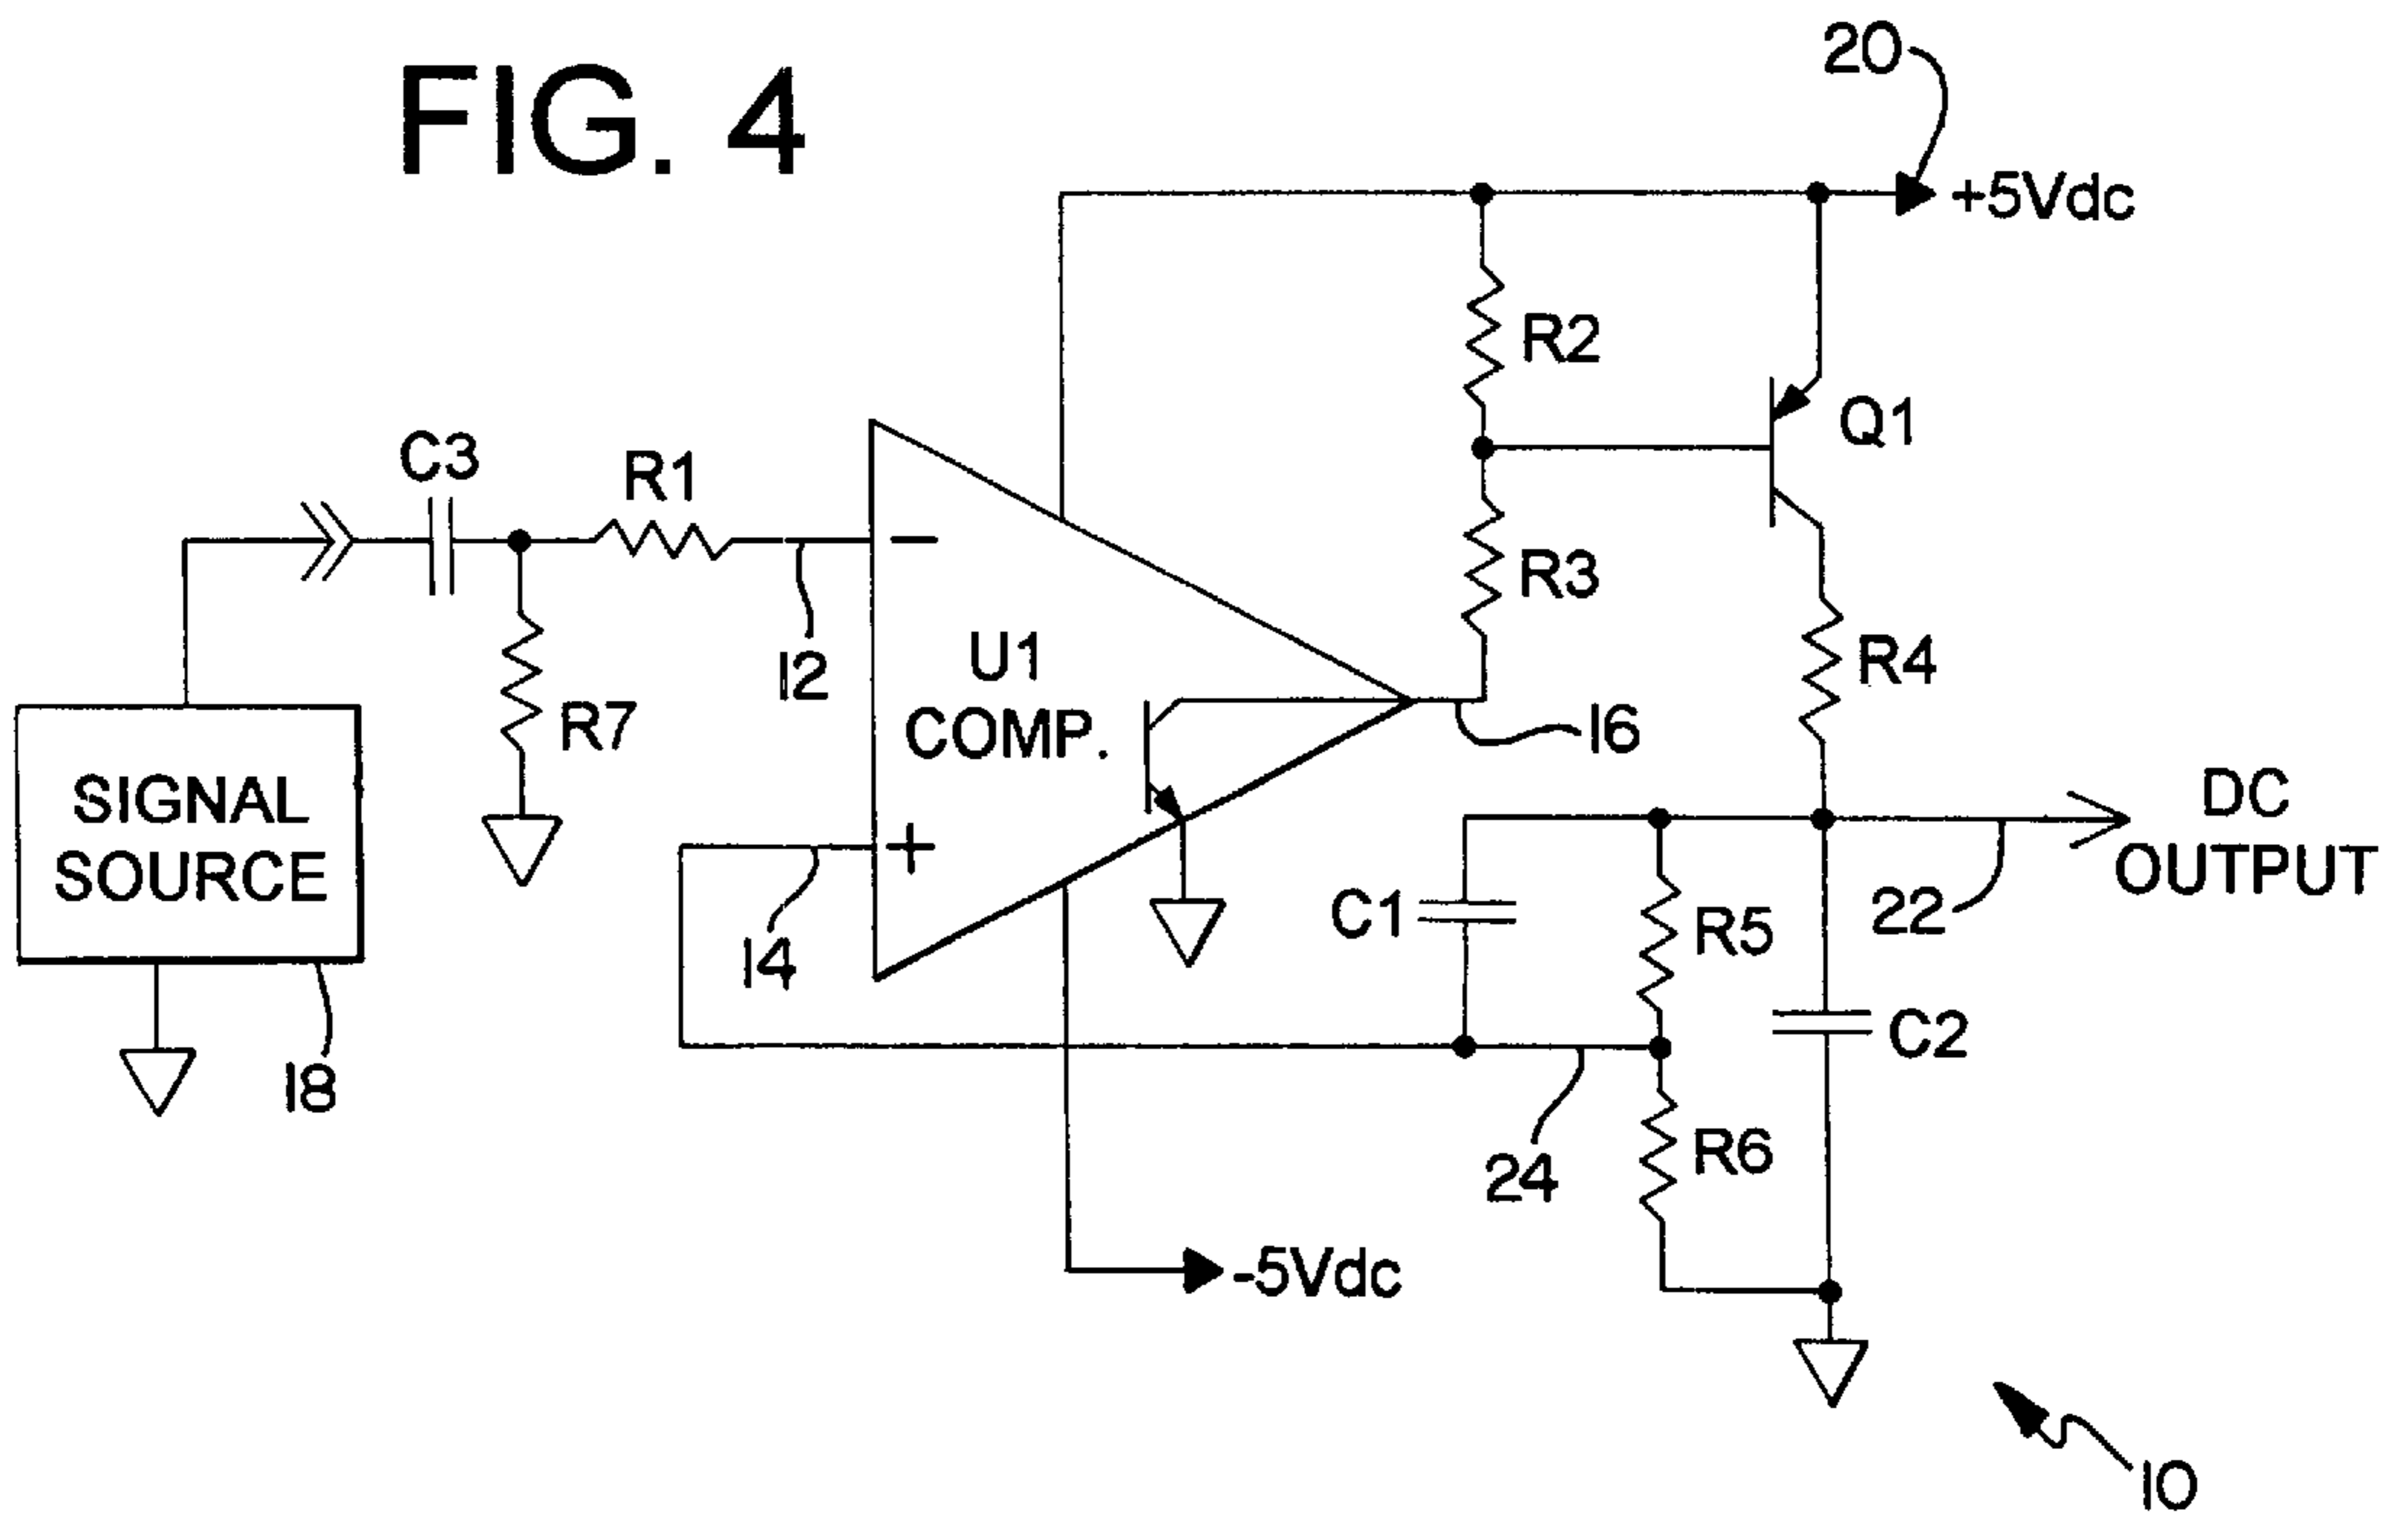 FIG. 4
20
+5Vdc
R2
Q1
C3
R1
R3
12
U1
COMP.
R4
R7
16
SIGNAL
SOURCE
DC
OUTPUT
-
+
14
C1
R5
22
C2
18
24
R6
-5Vdc
10